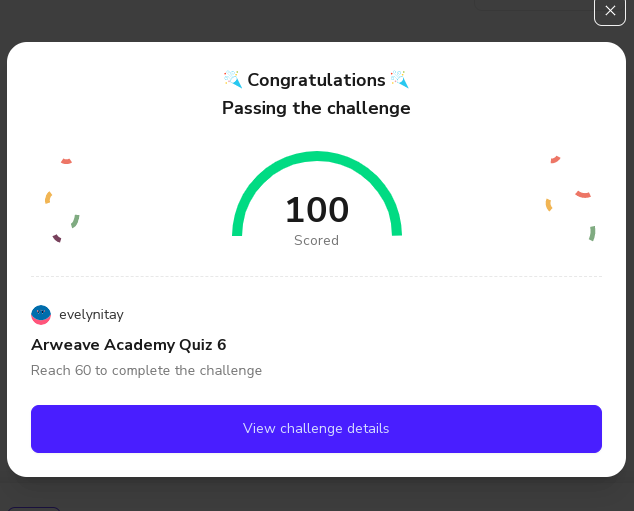 Congratulations
Passing the challenge
100
Scored
evelynitay
Arweave Academy Quiz 6
Reach 60 to complete the challenge
View challenge details